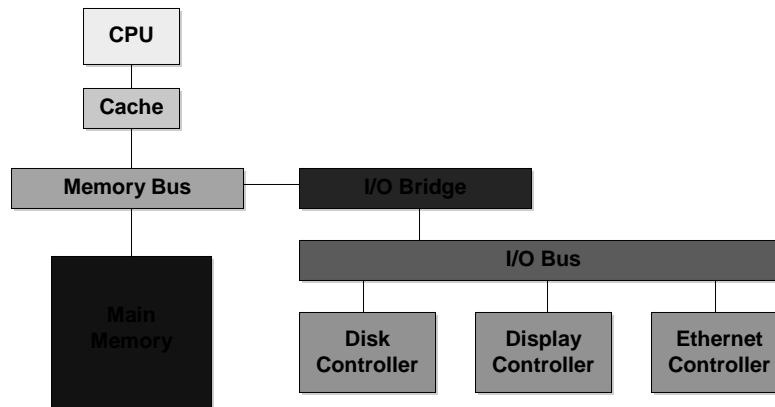 CPU
Cache
Memory Bus
I/O Bridge
I/O Bus
Main
Memory
Disk
Controller
Display
Controller
Ethernet
Controller